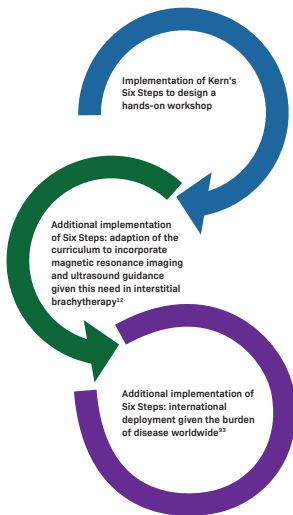 Implementation of Kern's
Six Steps to design a
hands-on workshop
Additional implementation
of Six Steps: adaption of the
curriculum to incorporate
magnetic resonance imaging
and ultrasound guidance
given this need in interstitial
brachytherapy¹²
Additional implementation of
Six Steps: international
deployment given the burden
of disease worldwide⁹³